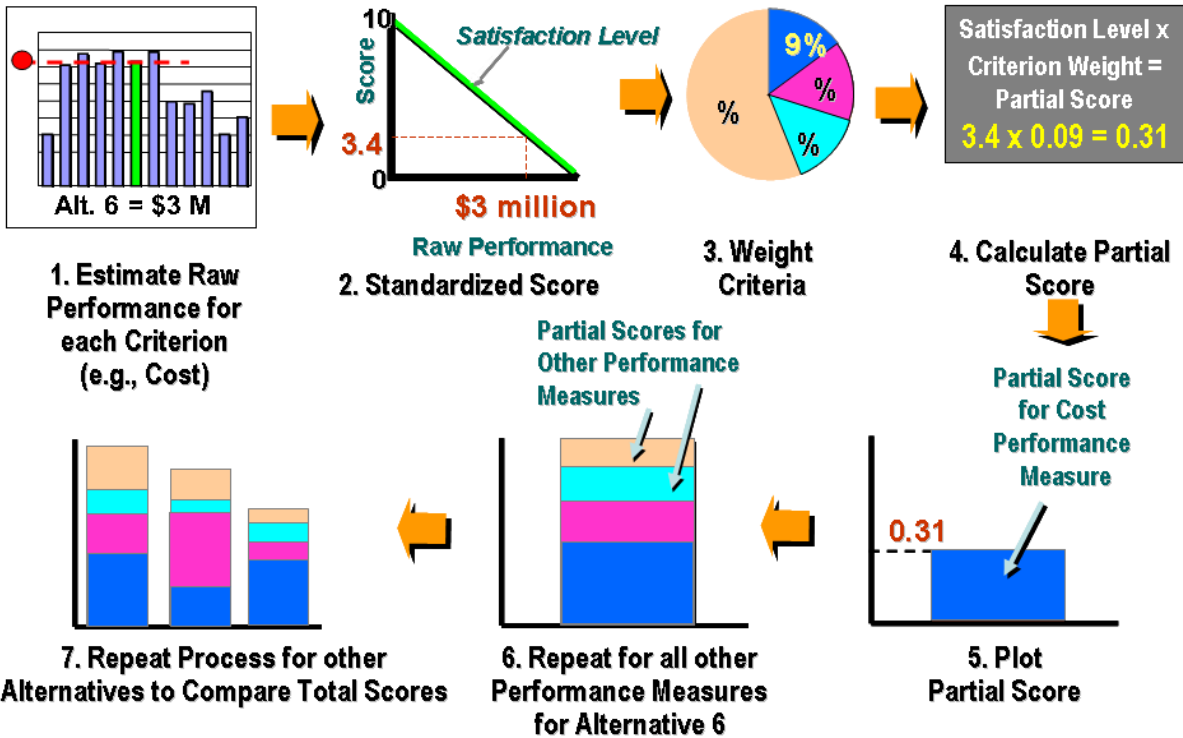 Alt. 6 = $3 M
1. Estimate Raw
Performance for
each Criterion
(e.g., Cost)
10
Score
Satisfaction Level
3.4
0
$3 million
Raw Performance
2. Standardized Score
9%
%
%
%
3. Weight
Criteria
Satisfaction Level x
Criterion Weight =
Partial Score
3.4 x 0.09 = 0.31
4. Calculate Partial
Score
Partial Score
for Cost
Performance
Measure
0.31
5. Plot
Partial Score
Partial Scores for
Other Performance
Measures
6. Repeat for all other
Performance Measures
for Alternative 6
7. Repeat Process for other
Alternatives to Compare Total Scores